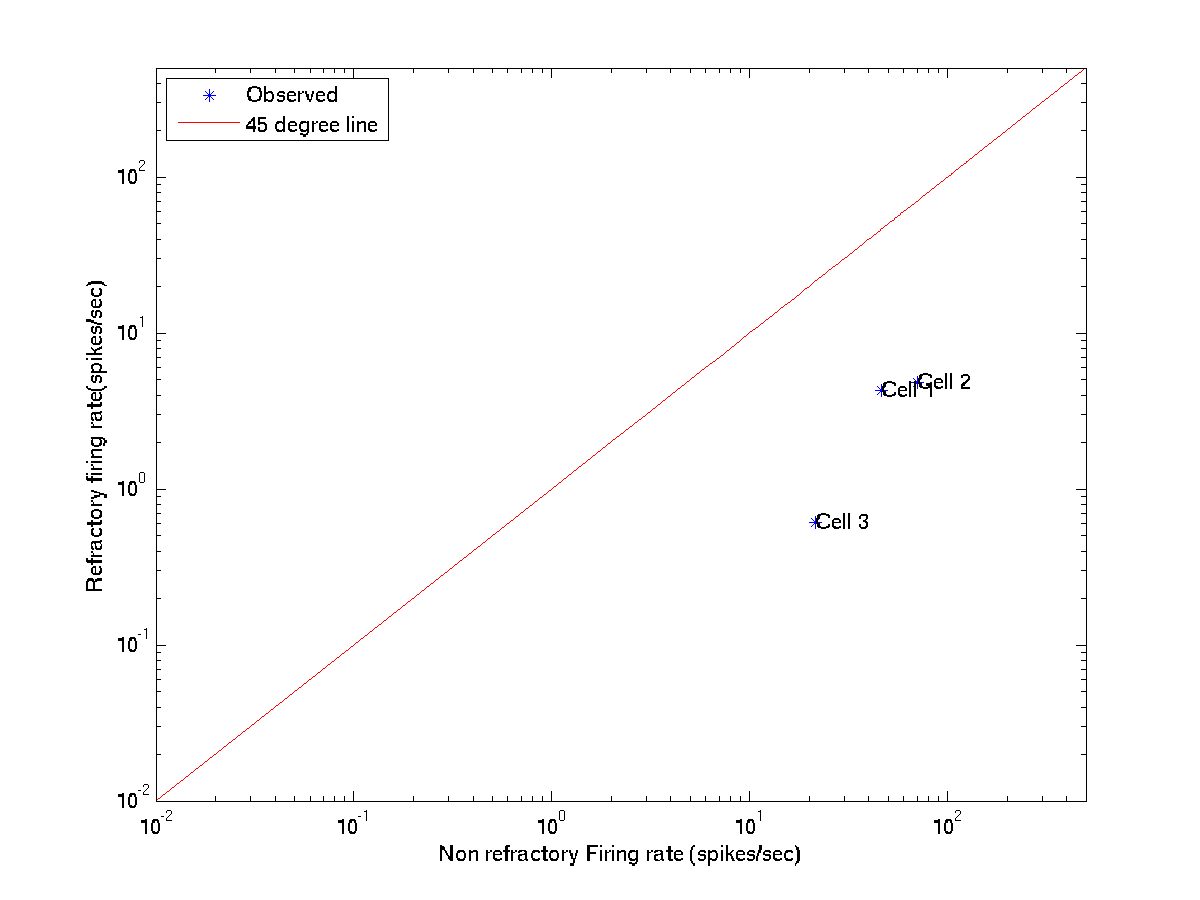 Observed
45 degree line
10^2
10^1
10^0
10^-1
10^-2
Refractory firing rate(spikes/sec)
Cell 1
Cell 2
Cell 3
10^-2
10^-1
10^0
10^1
10^2
Non refractory Firing rate (spikes/sec)